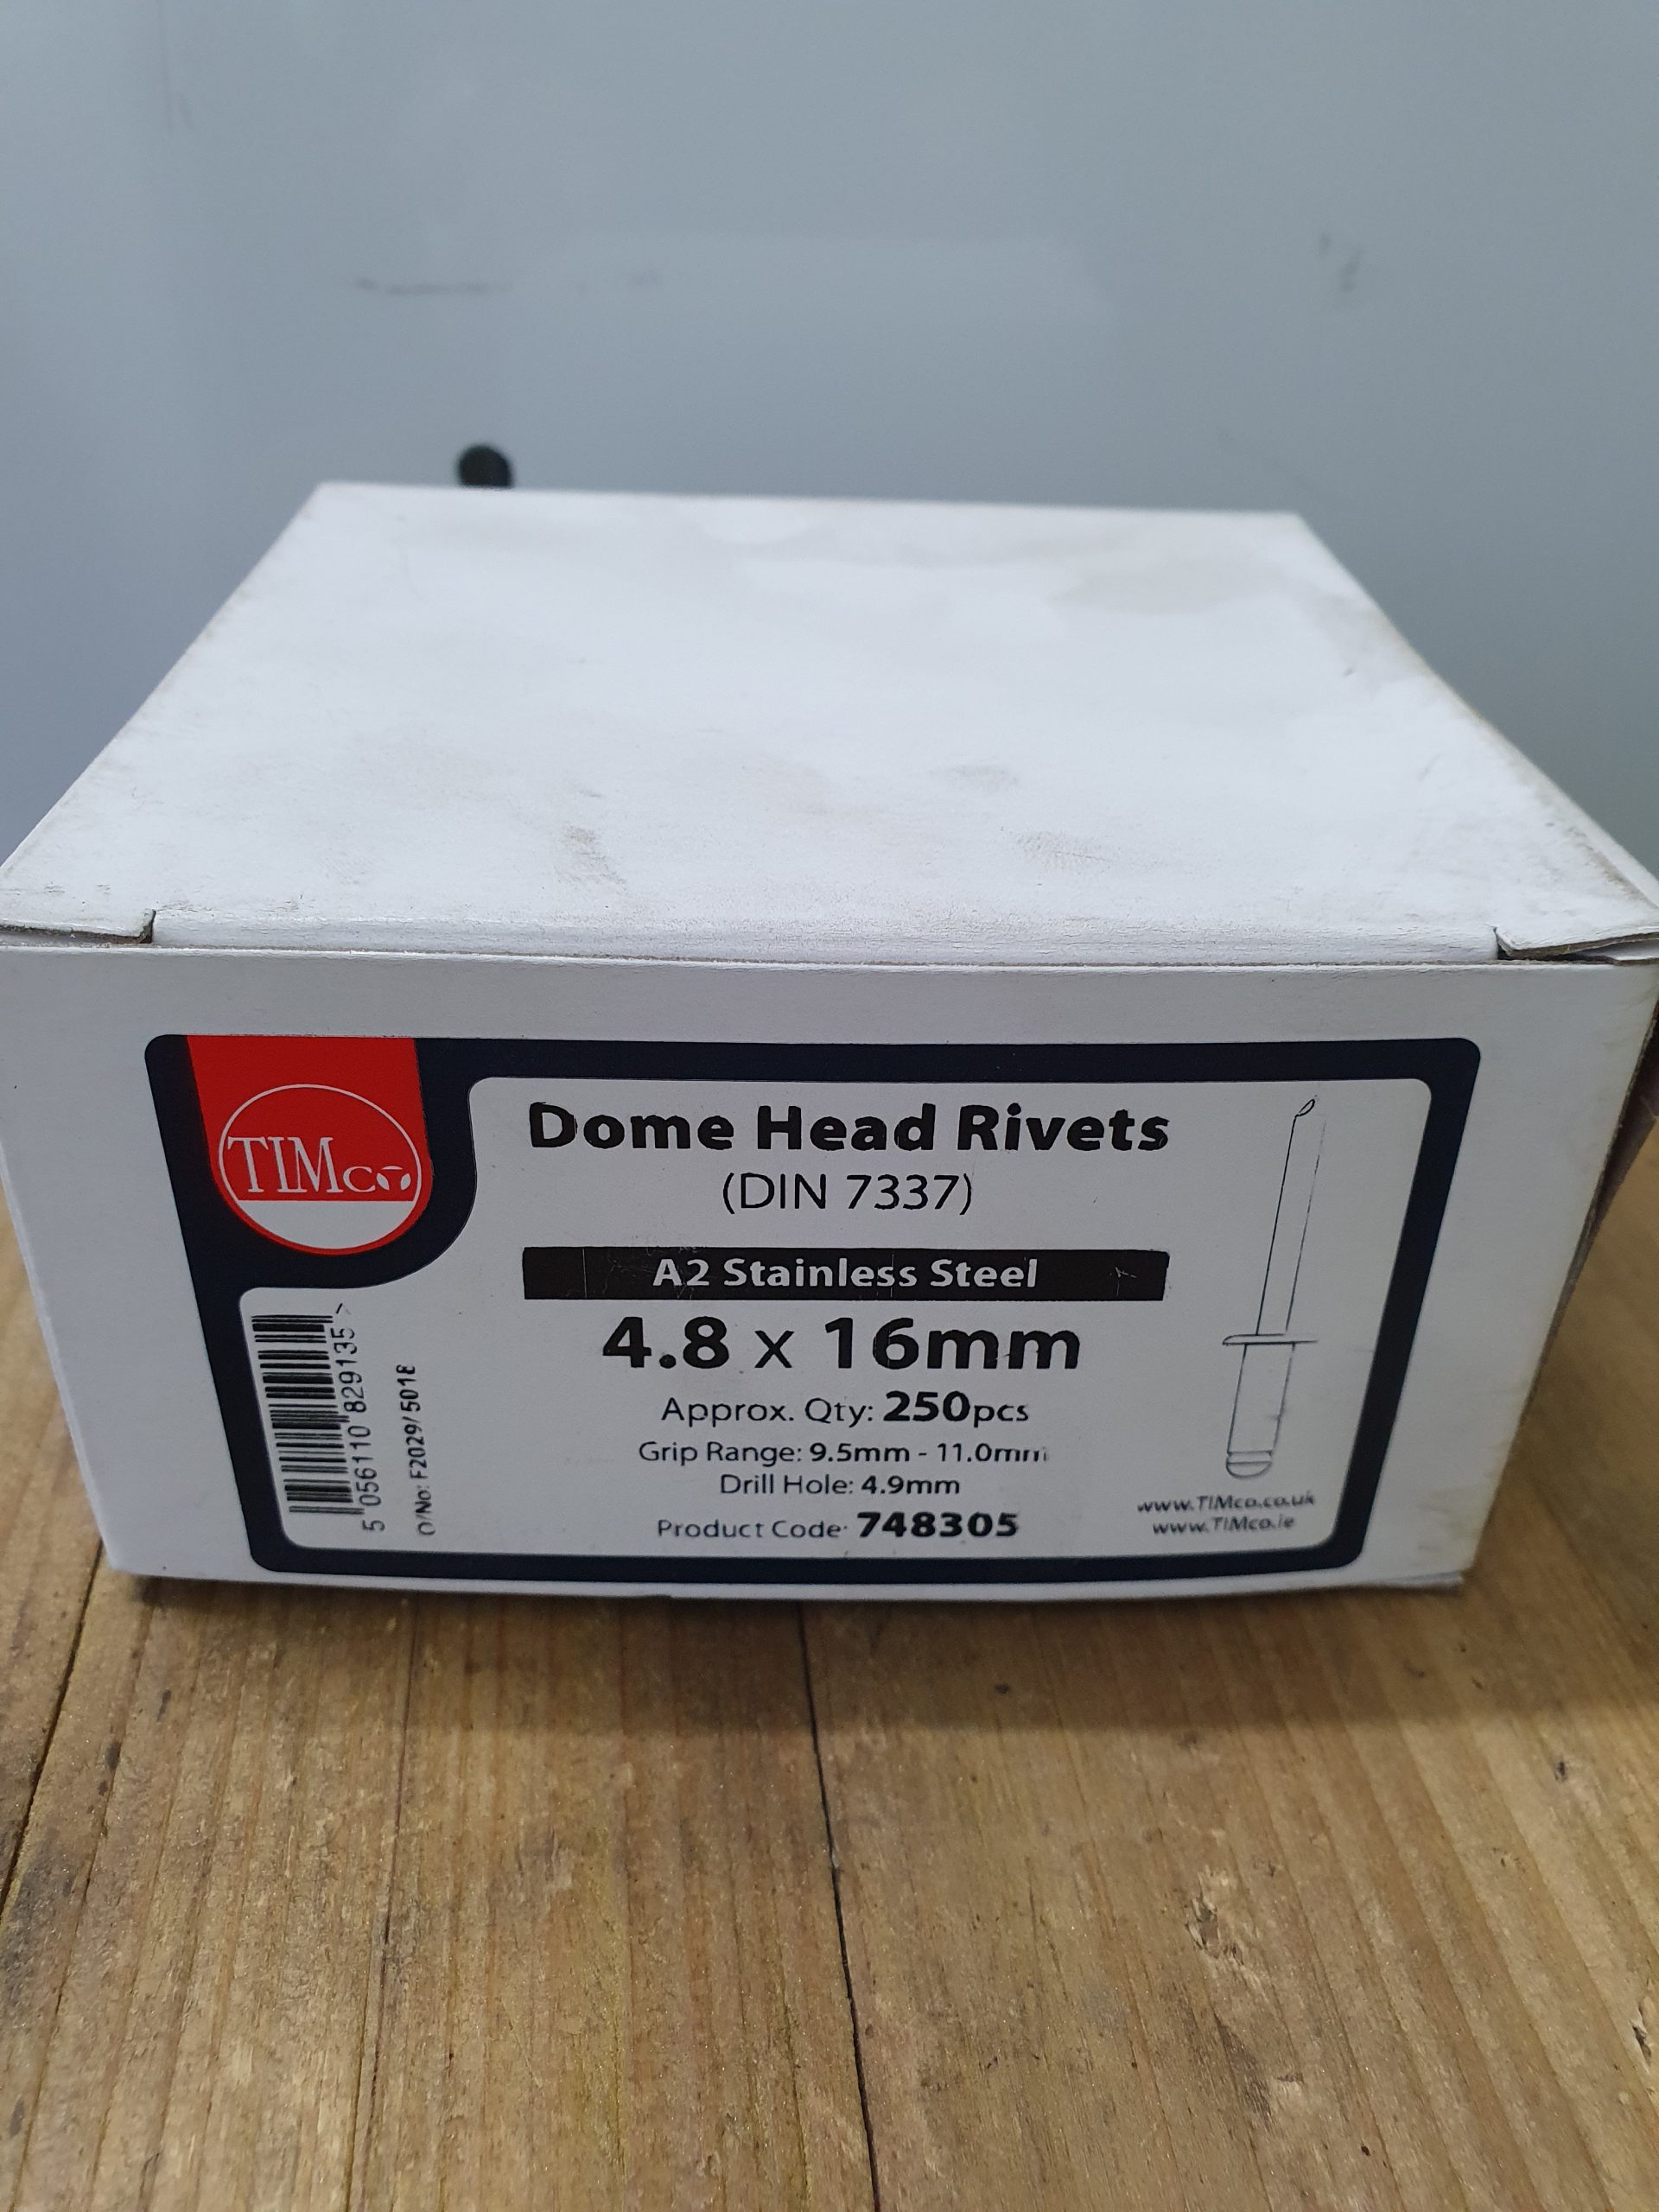 TIMco
Dome Head Rivets
(DIN 7337)
A2 Stainless Steel
4.8 x 16mm
Approx. Qty: 250pcs
Grip Range: 9.5mm - 11.0mm
Drill Hole: 4.9mm
Product Code: 748305
www.TIMco.co.uk
www.TIMco.ie
5 056110 829135 >
O/No: F2029/5018